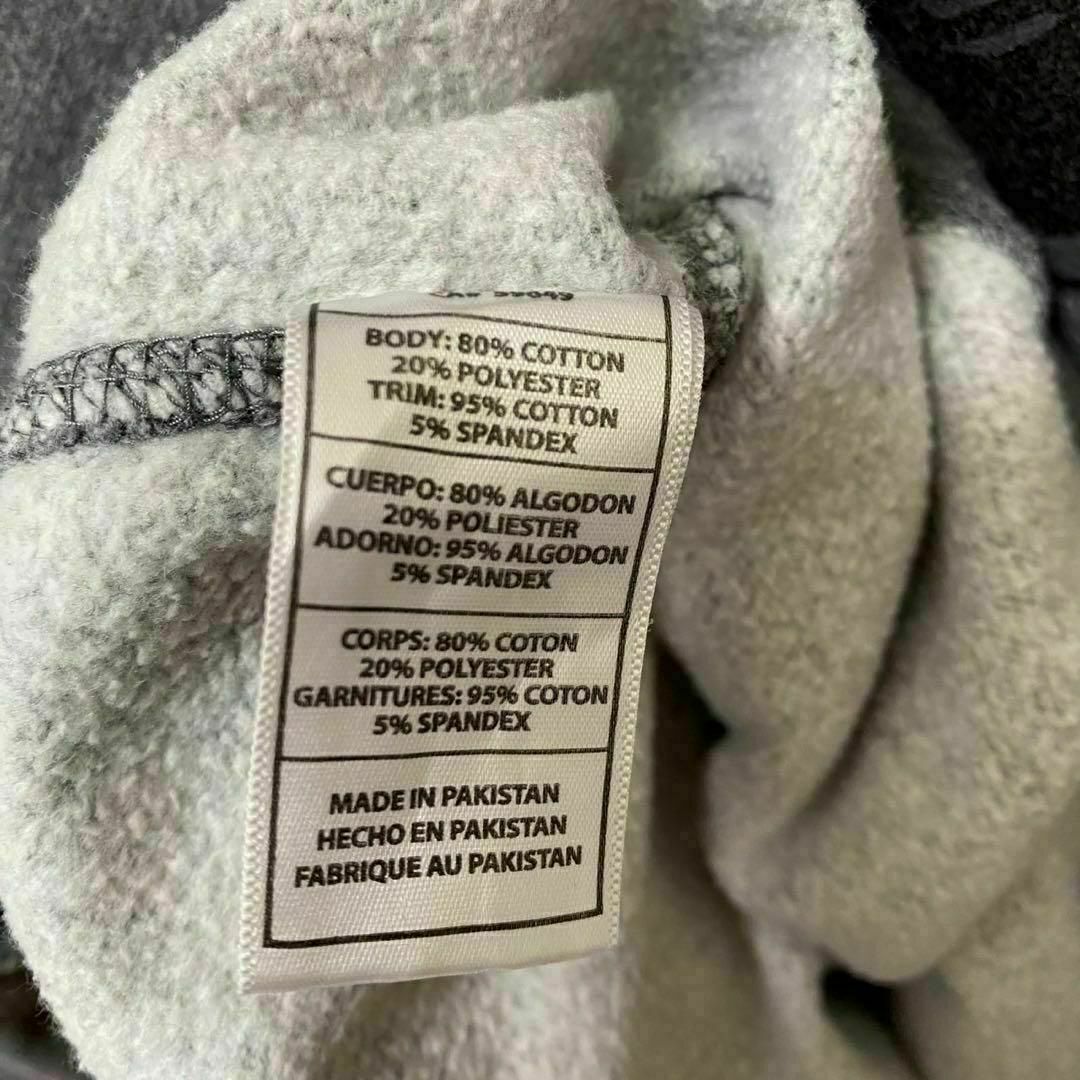 BODY: 80% COTTON
20% POLYESTER
TRIM: 95% COTTON
5% SPANDEX
CUERPO: 80% ALGODON
20% POLIESTER
ADORNO: 95% ALGODON
5% SPANDEX
CORPS: 80% COTON
20% POLYESTER
GARNITURES: 95% COTON
5% SPANDEX
MADE IN PAKISTAN
HECHO EN PAKISTAN
FABRIQUE AU PAKISTAN